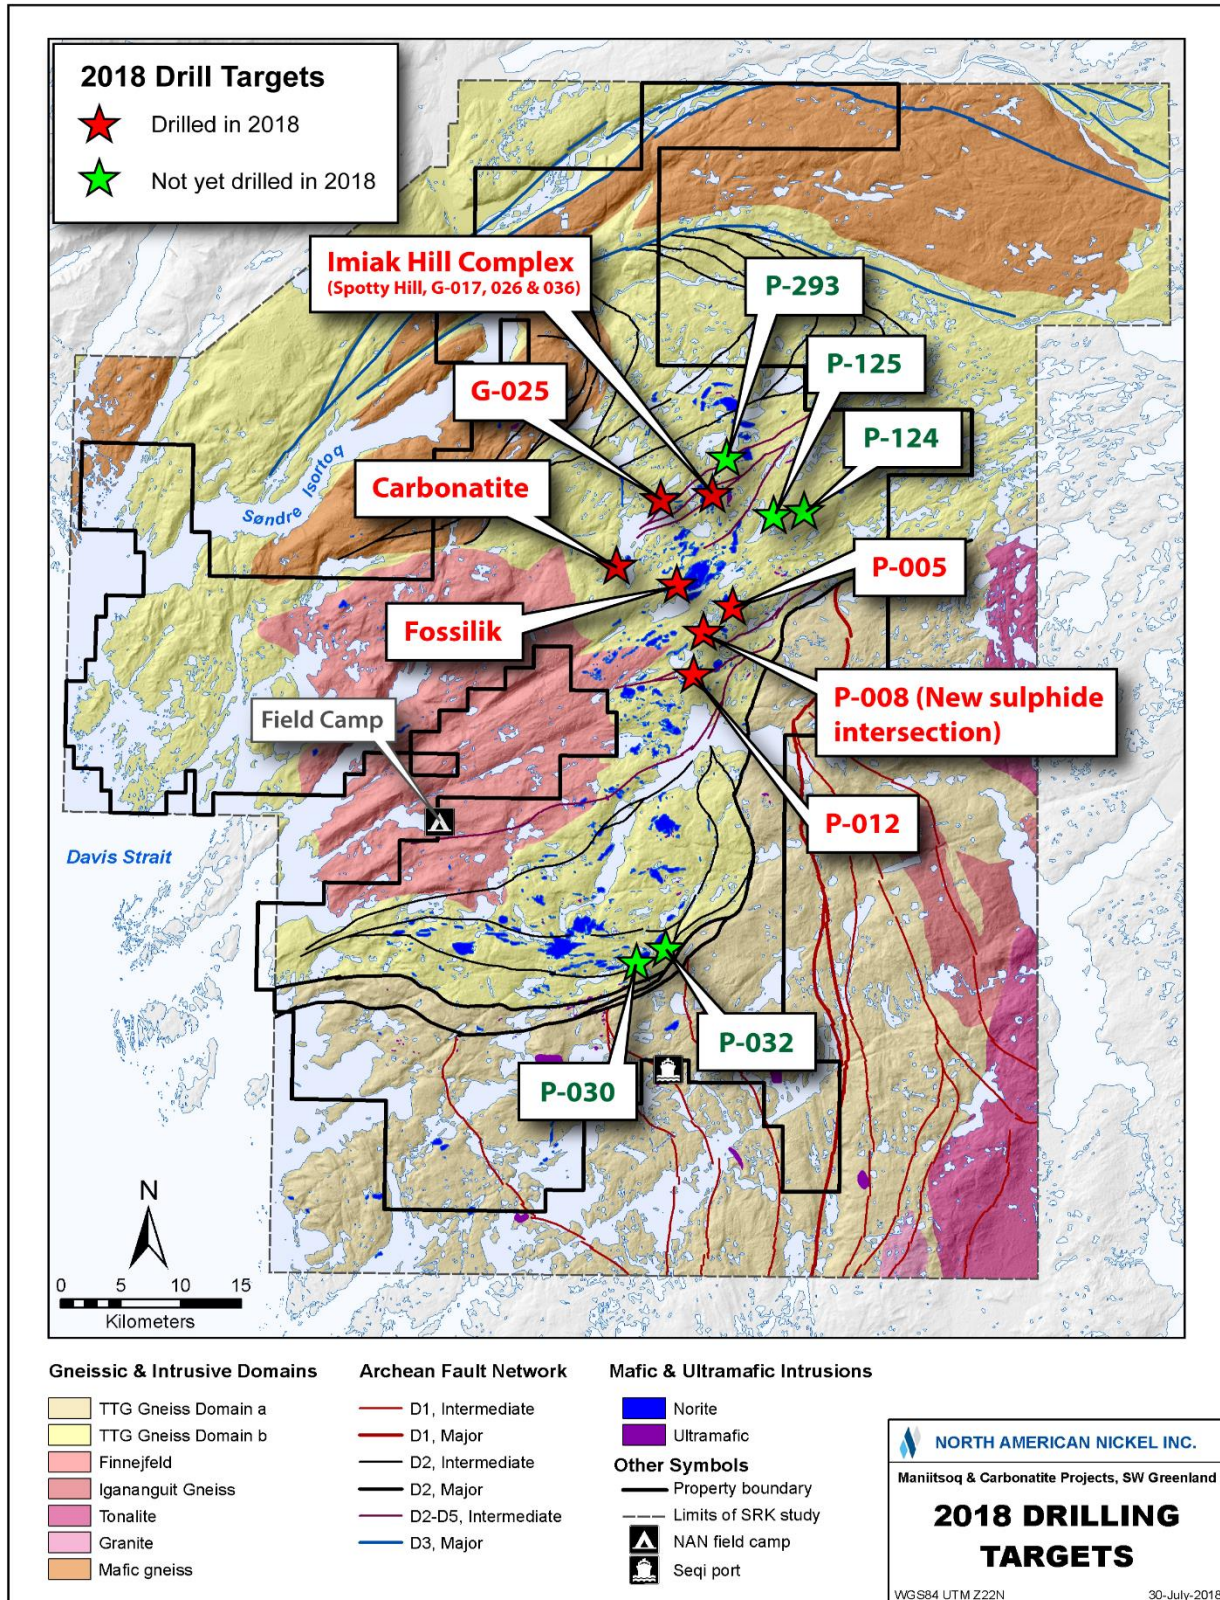 2018 Drill Targets
Drilled in 2018
Not yet drilled in 2018
Imiak Hill Complex
(Spotty Hill, G-017, 026 & 036)
P-293
P-125
G-025
P-124
Carbonatite
Søndre Isortoq
P-005
Fossilik
P-008 (New sulphide
intersection)
Field Camp
P-012
Davis Strait
P-032
P-030
N
0 5 10 15
Kilometers
Gneissic & Intrusive Domains
TTG Gneiss Domain a
TTG Gneiss Domain b
Finnejfeld
Igananguit Gneiss
Tonalite
Granite
Mafic gneiss
Archean Fault Network
D1, Intermediate
D1, Major
D2, Intermediate
D2, Major
D2-D5, Intermediate
D3, Major
Mafic & Ultramafic Intrusions
Norite
Ultramafic
Other Symbols
Property boundary
Limits of SRK study
NAN field camp
Seqi port
NORTH AMERICAN NICKEL INC.
Maniitsoq & Carbonatite Projects, SW Greenland
2018 DRILLING
TARGETS
WGS84 UTM Z22N 30-July-2018